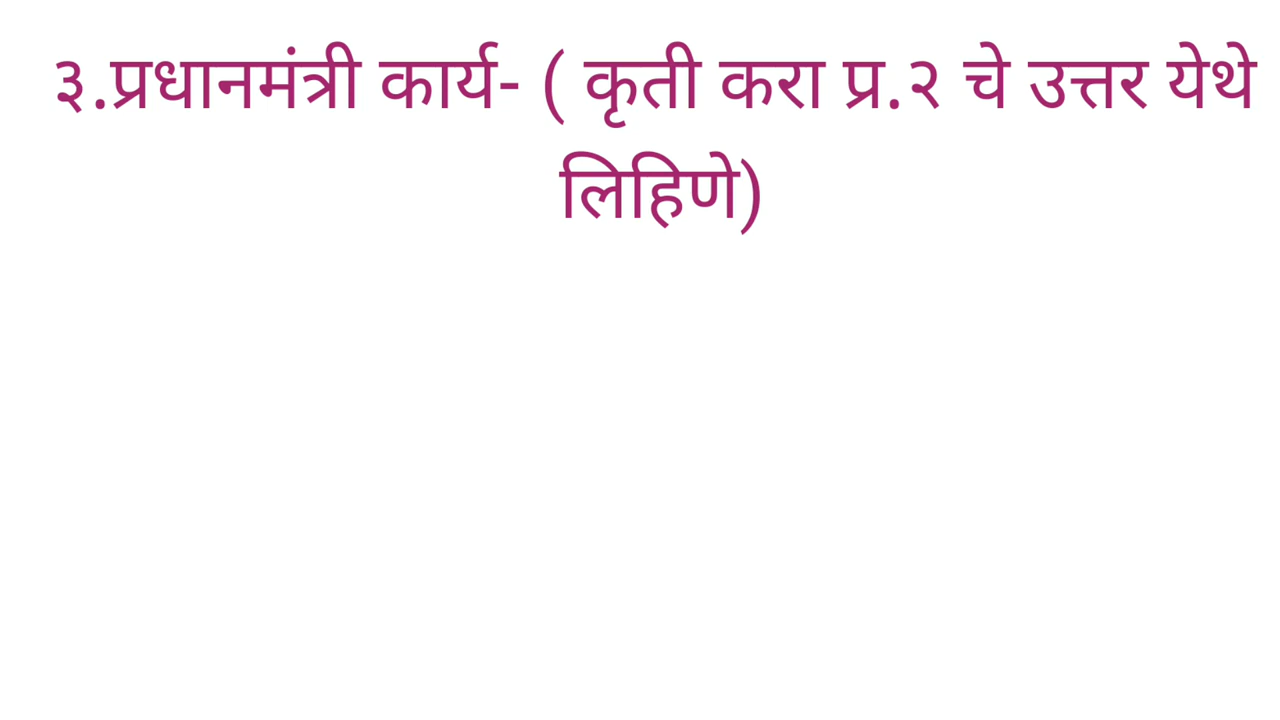 ३.प्रधानमंत्री कार्य- ( कृती करा प्र.२ चे उत्तर येथे
लिहिणे)